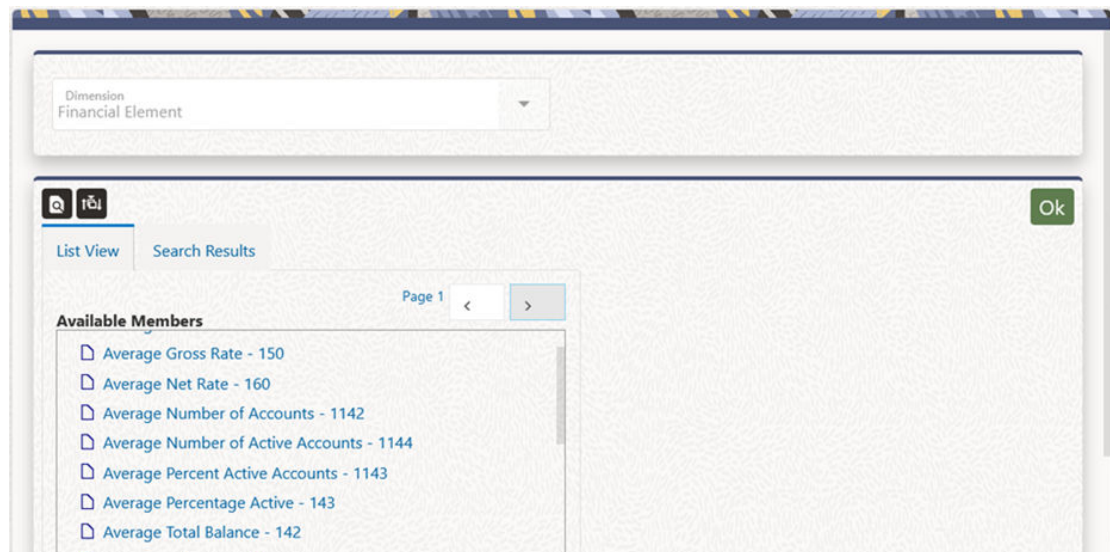 Dimension
Financial Element
Ok
List View
Search Results
Page 1
Available Members
Average Gross Rate - 150
Average Net Rate - 160
Average Number of Accounts - 1142
Average Number of Active Accounts - 1144
Average Percent Active Accounts - 1143
Average Percentage Active - 143
Average Total Balance - 142